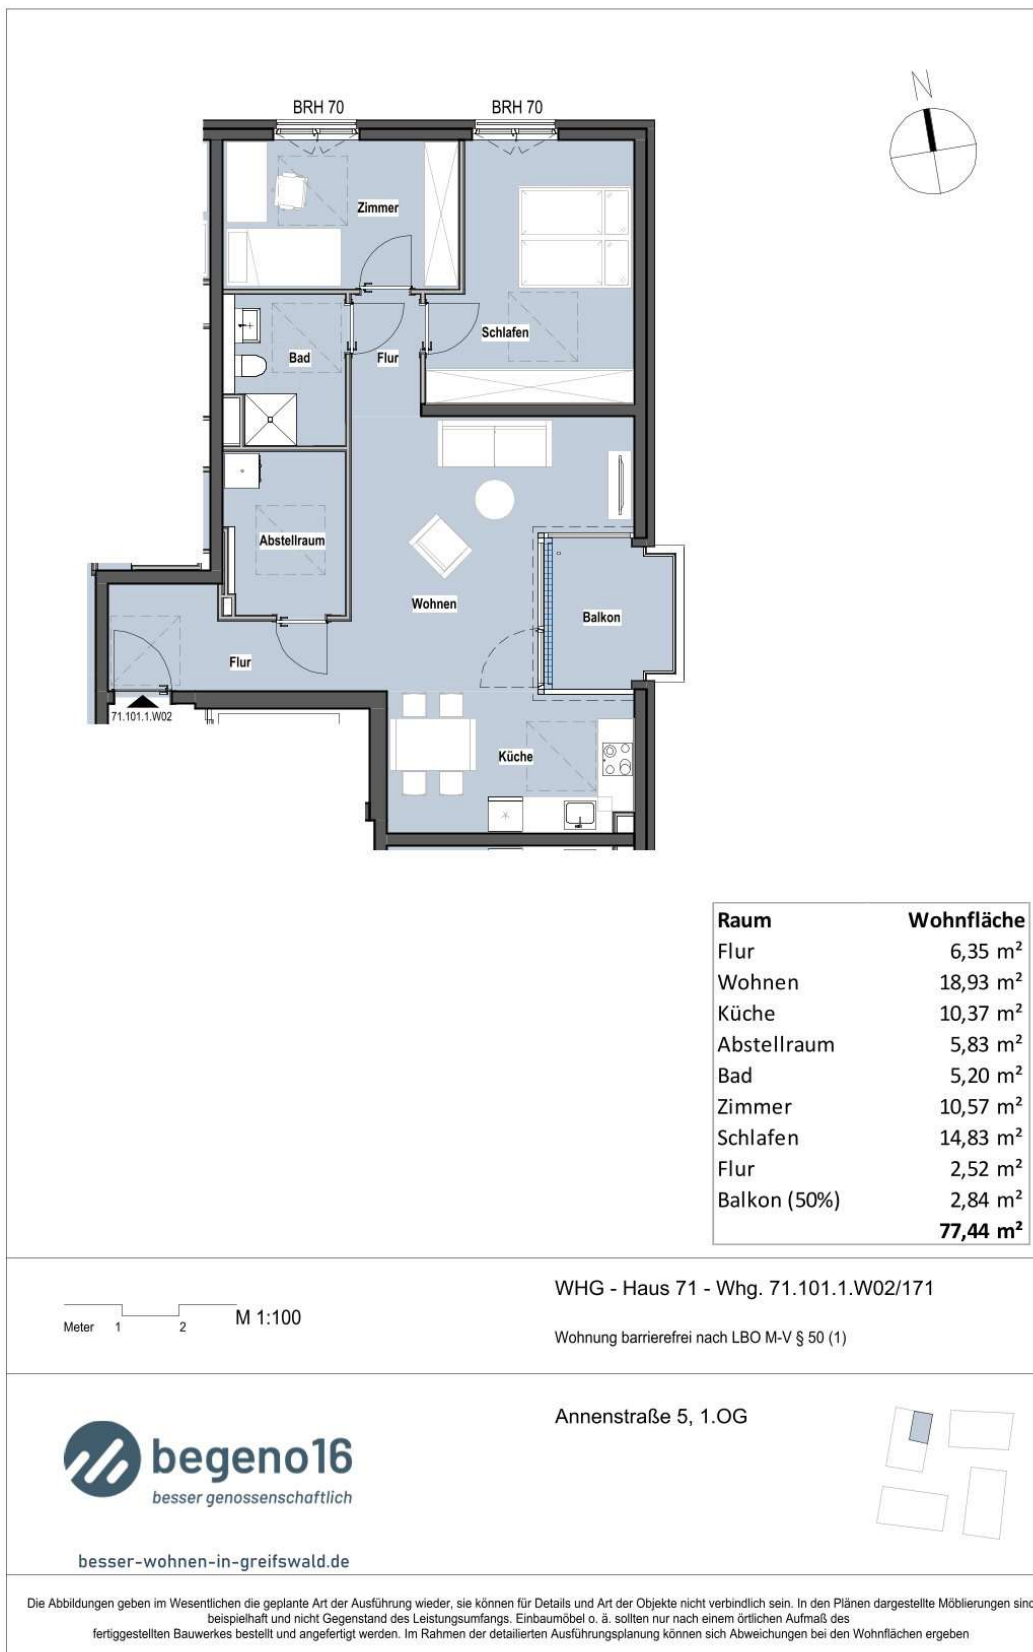 N
BRH 70 BRH 70
Zimmer
Schlafen
Bad
Flur
Abstellraum
Wohnen
Balkon
Flur
71.101.1.W02
Küche
Raum Wohnfläche
Flur 6,35 m²
Wohnen 18,93 m²
Küche 10,37 m²
Abstellraum 5,83 m²
Bad 5,20 m²
Zimmer 10,57 m²
Schlafen 14,83 m²
Flur 2,52 m²
Balkon (50%) 2,84 m²
77,44 m²
Meter 1 2 M 1:100
WHG - Haus 71 - Whg. 71.101.1.W02/171
Wohnung barrierefrei nach LBO M-V § 50 (1)
Annenstraße 5, 1.OG
begeno16
besser genossenschaftlich
besser-wohnen-in-greifswald.de
Die Abbildungen geben im Wesentlichen die geplante Art der Ausführung wieder, sie können für Details und Art der Objekte nicht verbindlich sein. In den Plänen dargestellte Möblierungen sind
beispielhaft und nicht Gegenstand des Leistungsumfangs. Einbaumöbel o. ä. sollten nur nach einem örtlichen Aufmaß des
fertiggestellten Bauwerkes bestellt und angefertigt werden. Im Rahmen der detailierten Ausführungsplanung können sich Abweichungen bei den Wohnflächen ergeben